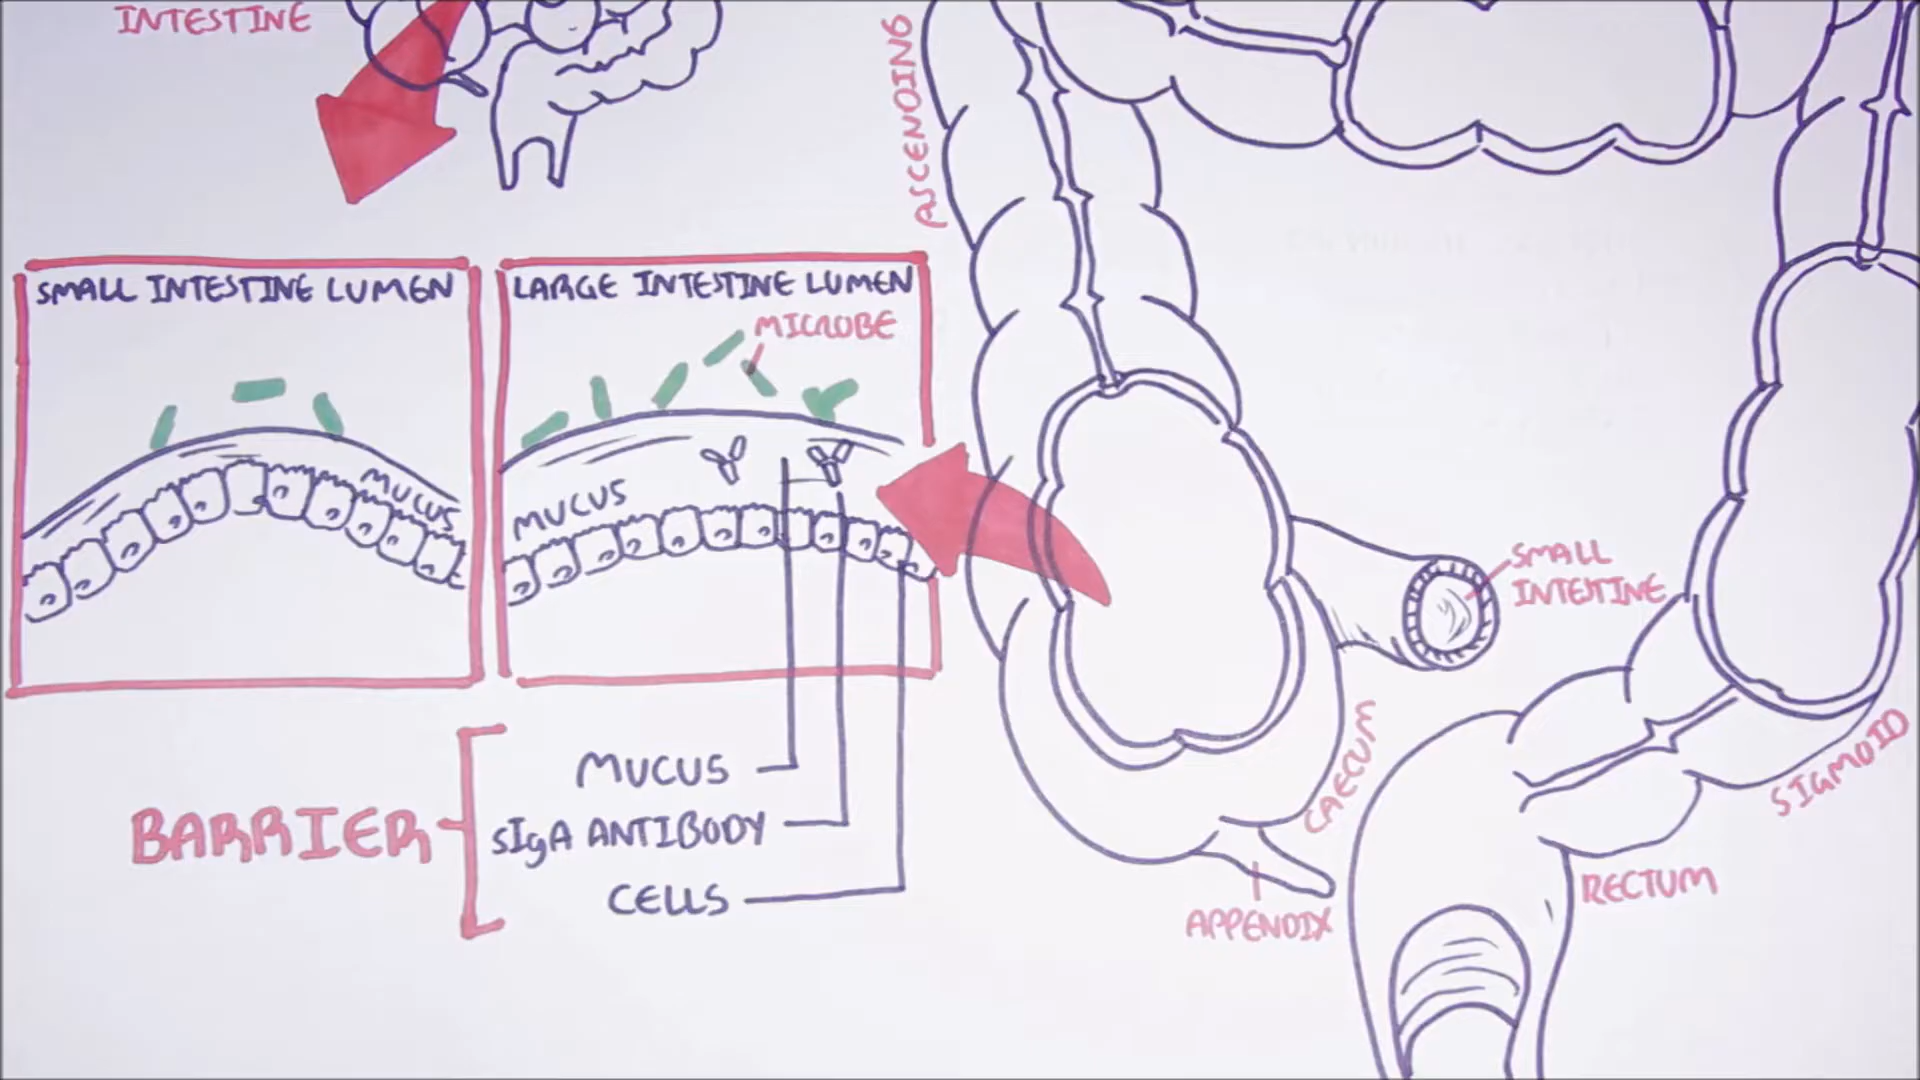 INTESTINE
ASCENDING
SMALL INTESTINE LUMEN
MUCUS
LARGE INTESTINE LUMEN
MICROBE
MUCUS
SMALL
INTESTINE
BARRIER
MUCUS
sIgA ANTIBODY
CELLS
CAECUM
APPENDIX
SIGMOID
RECTUM